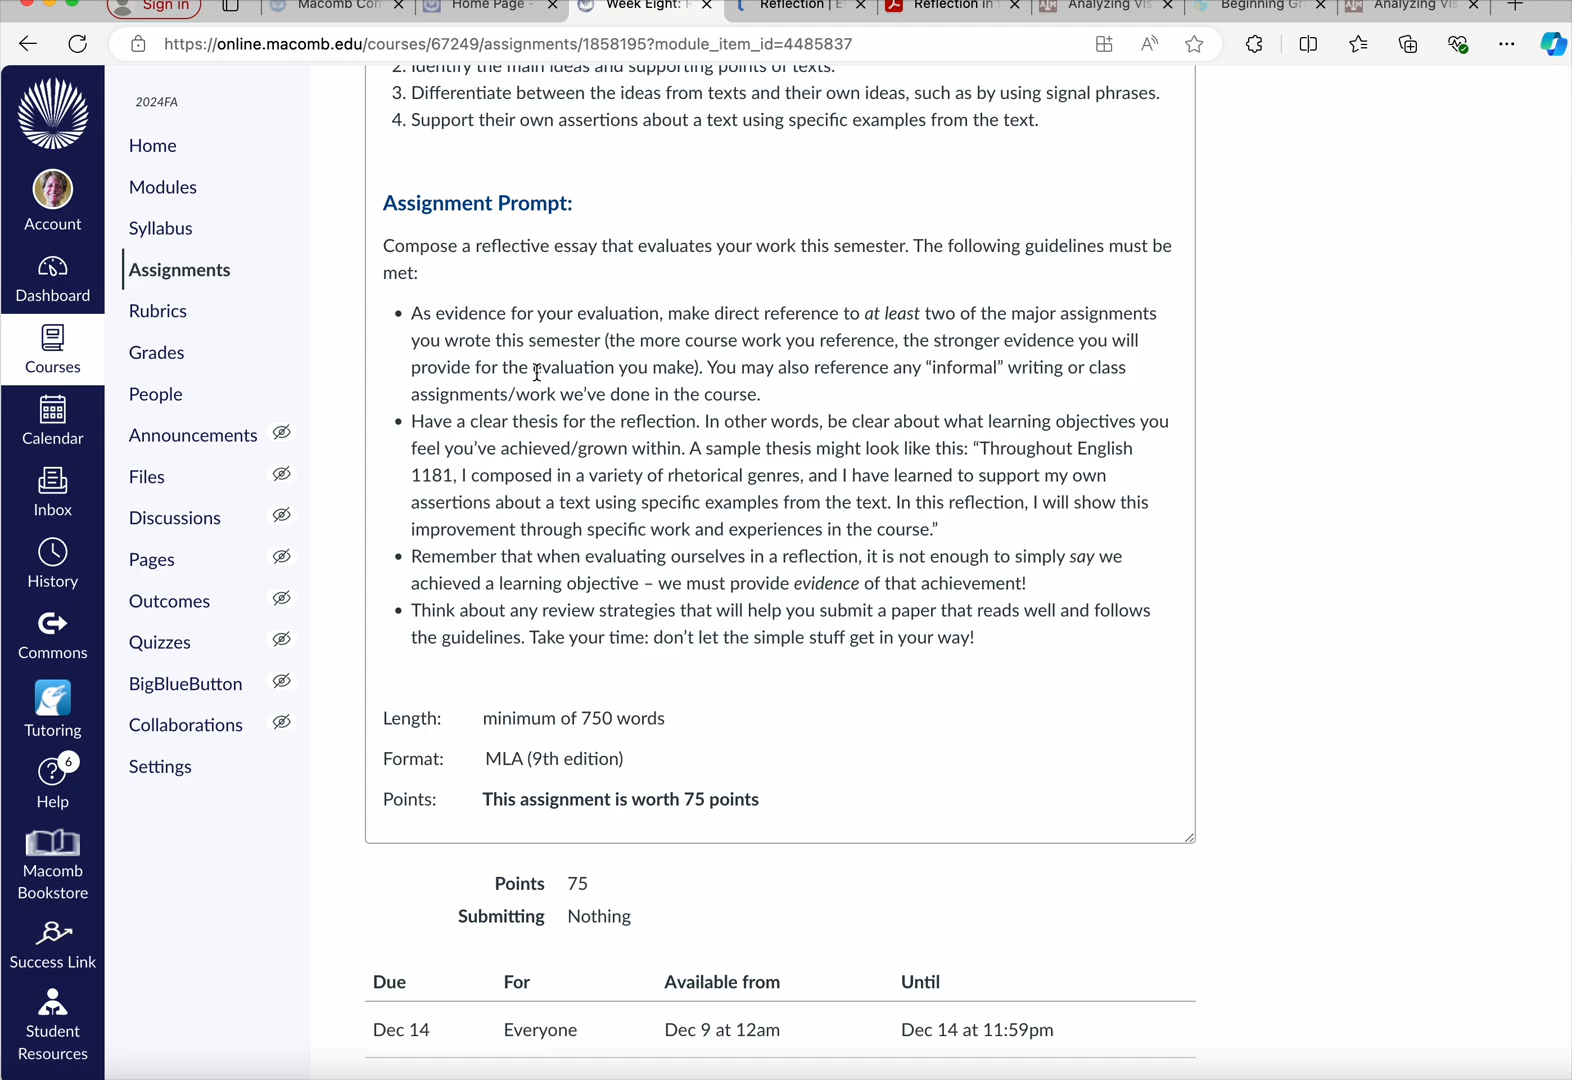 Sign in
Macomb Con
Home Page -
Week Eight:
Reflection |
Reflection in
Analyzing Vis
Beginning Gr
Analyzing Vis
https://online.macomb.edu/courses/67249/assignments/1858195?module_item_id=4485837
2024FA
Home
Modules
Syllabus
Assignments
Rubrics
Grades
People
Announcements
Files
Discussions
Pages
Outcomes
Quizzes
BigBlueButton
Collaborations
Settings
Account
Dashboard
Courses
Calendar
Inbox
History
Commons
Tutoring
6
Help
Macomb
Bookstore
Success Link
Student
Resources
2. Identify the main ideas and supporting points of texts.
3. Differentiate between the ideas from texts and their own ideas, such as by using signal phrases.
4. Support their own assertions about a text using specific examples from the text.
Assignment Prompt:
Compose a reflective essay that evaluates your work this semester. The following guidelines must be
met:
• As evidence for your evaluation, make direct reference to at least two of the major assignments
you wrote this semester (the more course work you reference, the stronger evidence you will
provide for the evaluation you make). You may also reference any “informal” writing or class
assignments/work we’ve done in the course.
• Have a clear thesis for the reflection. In other words, be clear about what learning objectives you
feel you’ve achieved/grown within. A sample thesis might look like this: “Throughout English
1181, I composed in a variety of rhetorical genres, and I have learned to support my own
assertions about a text using specific examples from the text. In this reflection, I will show this
improvement through specific work and experiences in the course.”
• Remember that when evaluating ourselves in a reflection, it is not enough to simply say we
achieved a learning objective – we must provide evidence of that achievement!
• Think about any review strategies that will help you submit a paper that reads well and follows
the guidelines. Take your time: don’t let the simple stuff get in your way!
Length: minimum of 750 words
Format: MLA (9th edition)
Points: This assignment is worth 75 points
Points 75
Submitting Nothing
Due For Available from Until
Dec 14 Everyone Dec 9 at 12am Dec 14 at 11:59pm